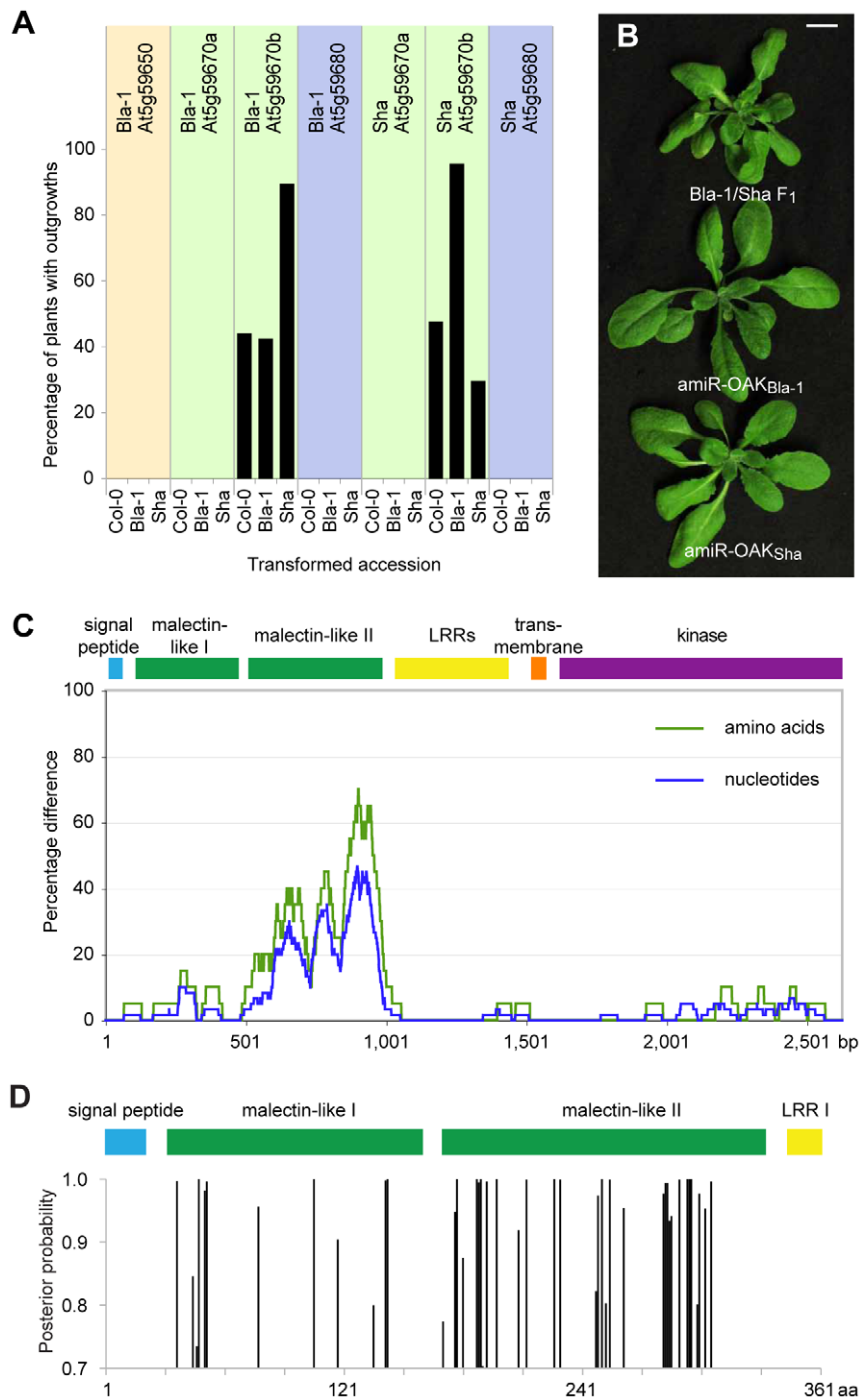 A
B
Bla-1 At5g59650
Bla-1 At5g59670a
Bla-1 At5g59670b
Bla-1 At5g59680
Sha At5g59670a
Sha At5g59670b
Sha At5g59680
Percentage of plants with outgrowths
100
80
60
40
20
0
Col-0 Bla-1 Sha Col-0 Bla-1 Sha Col-0 Bla-1 Sha Col-0 Bla-1 Sha Col-0 Bla-1 Sha Col-0 Bla-1 Sha Col-0 Bla-1 Sha
Transformed accession
Bla-1/Sha F1
amiR-OAKBla-1
amiR-OAKSha
C
signal peptide
malectin-like I
malectin-like II
LRRs
trans-membrane
kinase
Percentage difference
100
80
60
40
20
0
amino acids
nucleotides
1 501 1,001 1,501 2,001 2,501 bp
D
signal peptide malectin-like I malectin-like II LRR I
Posterior probability
1.0
0.9
0.8
0.7
1 121 241 361 aa